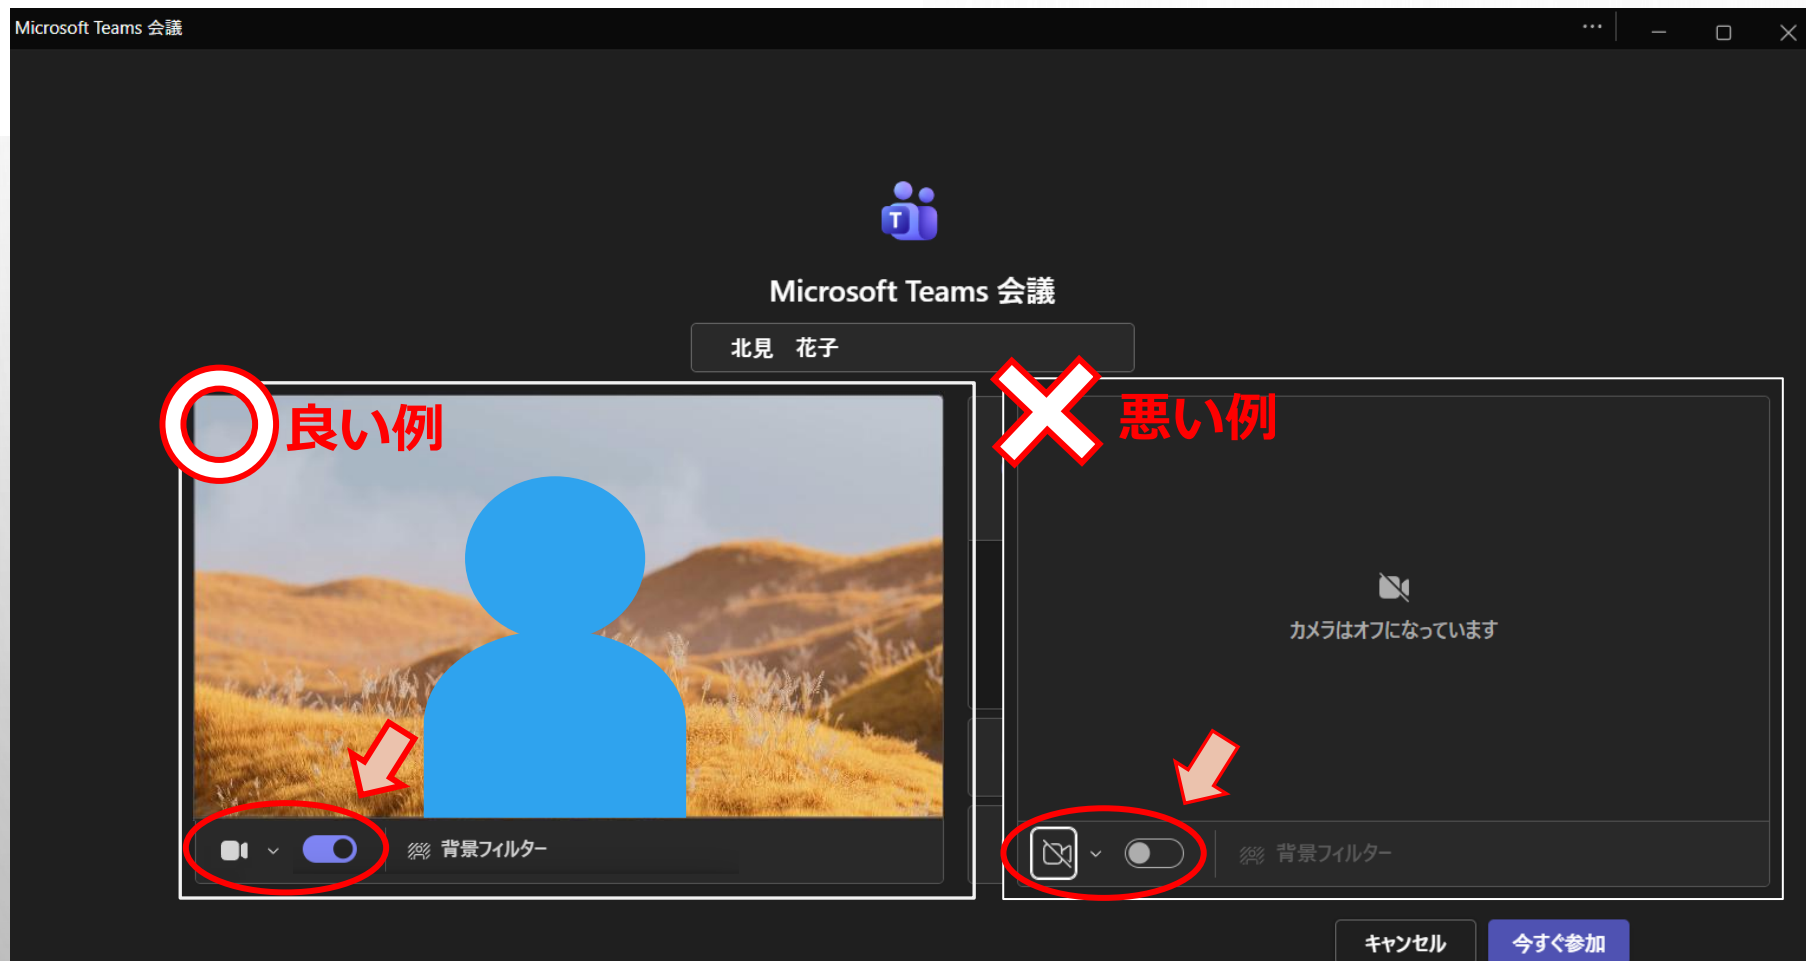 Microsoft Teams 会議
T
Microsoft Teams 会議
北見　花子
良い例
悪い例
カメラはオフになっています
背景フィルター
背景フィルター
キャンセル
今すぐ参加